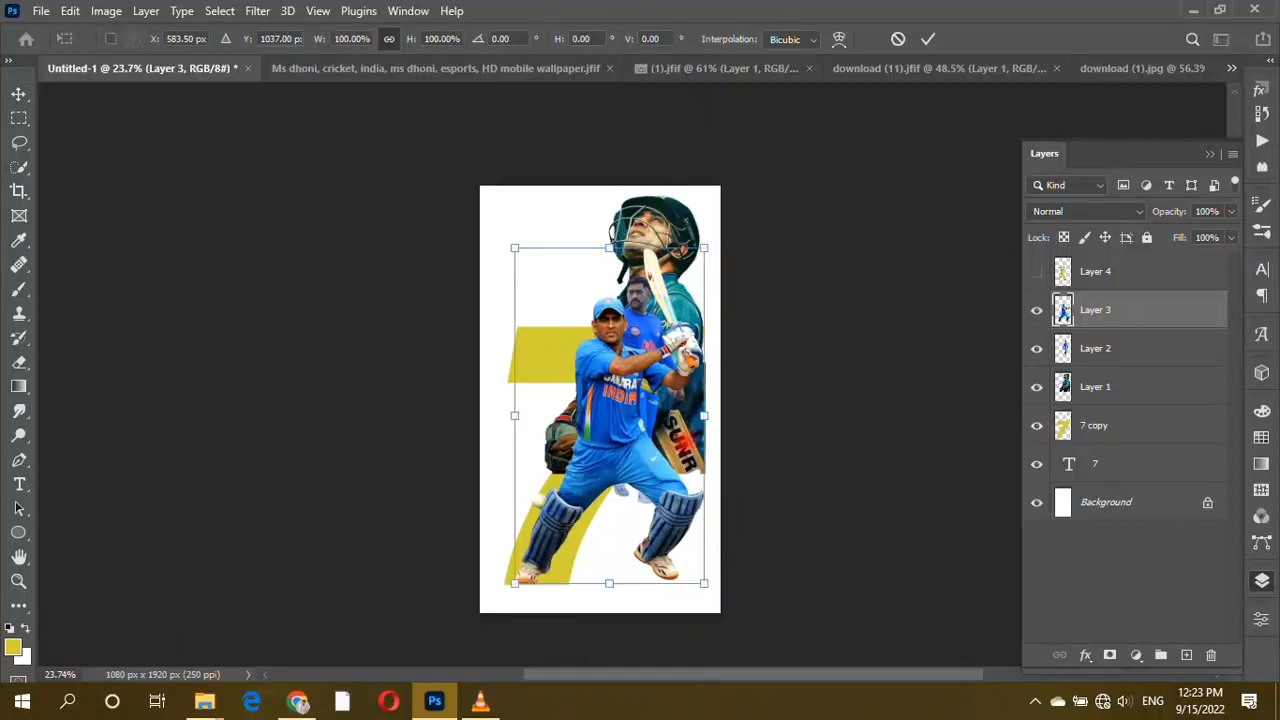 Ps File Edit Image Layer Type Select Filter 3D View Plugins Window Help
X: 583.50 px Y: 1037.00 px W: 100.00% H: 100.00% 0.00 ° H: 0.00 ° V: 0.00 ° Interpolation: Bicubic
Untitled-1 @ 23.7% (Layer 3, RGB/8#) * × Ms dhoni, cricket, india, ms dhoni, esports, HD mobile wallpaper.jfif × (1).jfif @ 61% (Layer 1, RGB/... × download (11).jfif @ 48.5% (Layer 1, RGB/... × download (1).jpg @ 56.39
Layers
Kind
Normal Opacity: 100%
Lock: Fill: 100%
Layer 4
Layer 3
Layer 2
Layer 1
7 copy
T 7
Background
INDIA
SUNR
23.74% 1080 px x 1920 px (250 ppi)
Ps ENG 12:23 PM
9/15/2022